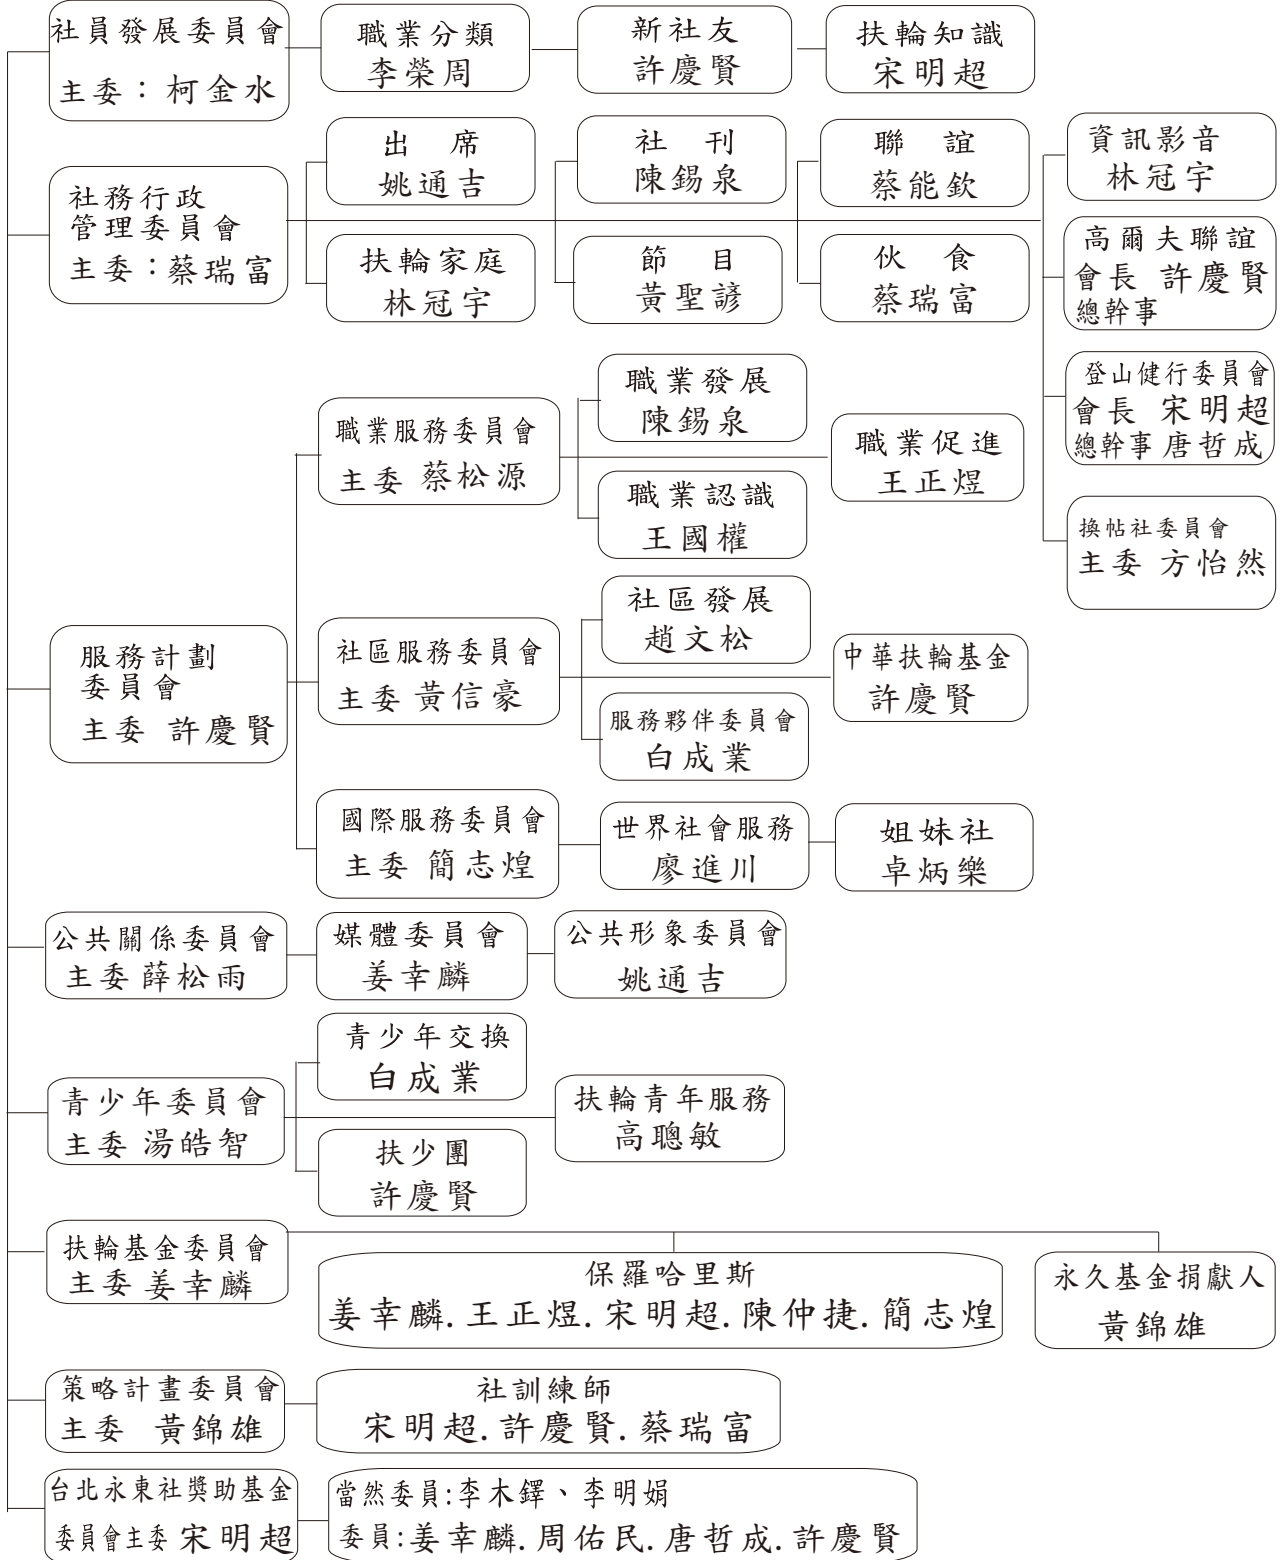 社員發展委員會
主委：柯金水
職業分類
李榮周
新社友
許慶賢
扶輪知識
宋明超
社務行政
管理委員會
主委：蔡瑞富
出 席
姚通吉
扶輪家庭
林冠宇
社 刊
陳錫泉
節 目
黃聖諺
聯 誼
蔡能欽
伙 食
蔡瑞富
資訊影音
林冠宇
高爾夫聯誼
會長 許慶賢
總幹事
登山健行委員會
會長 宋明超
總幹事 唐哲成
換帖社委員會
主委 方怡然
服務計劃
委員會
主委 許慶賢
職業服務委員會
主委 蔡松源
職業發展
陳錫泉
職業認識
王國權
職業促進
王正煜
社區服務委員會
主委 黃信豪
社區發展
趙文松
服務夥伴委員會
白成業
中華扶輪基金
許慶賢
國際服務委員會
主委 簡志煌
世界社會服務
廖進川
姐妹社
卓炳樂
公共關係委員會
主委 薛松雨
媒體委員會
姜幸麟
公共形象委員會
姚通吉
青少年委員會
主委 湯皓智
青少年交換
白成業
扶少團
許慶賢
扶輪青年服務
高聰敏
扶輪基金委員會
主委 姜幸麟
保羅哈里斯
姜幸麟.王正煜.宋明超.陳仲捷.簡志煌
永久基金捐獻人
黃錦雄
策略計畫委員會
主委 黃錦雄
社訓練師
宋明超.許慶賢.蔡瑞富
台北永東社獎助基金
委員會主委 宋明超
當然委員:李木鐸、李明娟
委員:姜幸麟.周佑民.唐哲成.許慶賢